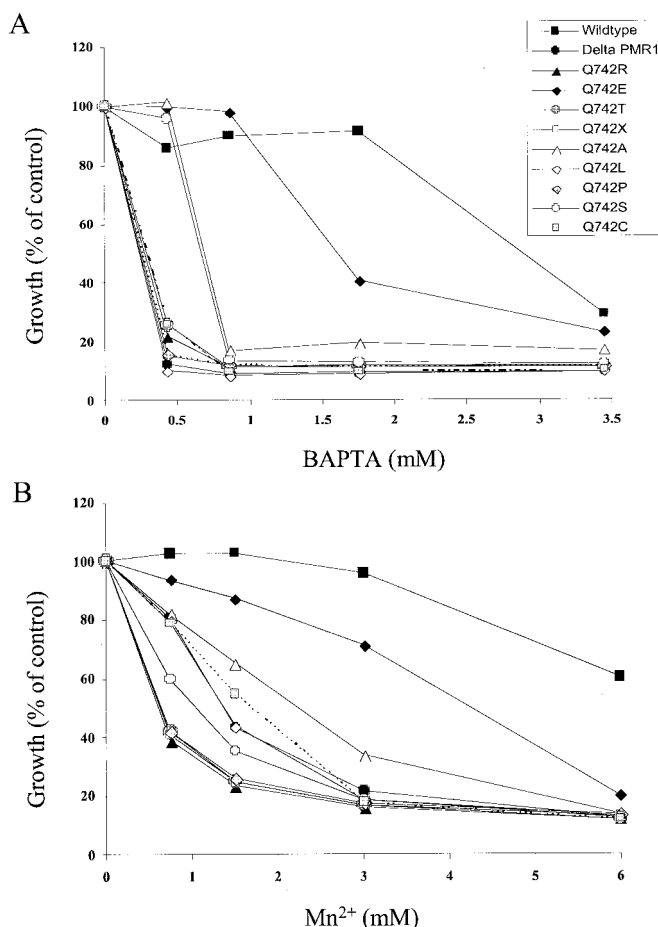 A
Growth (% of control)
120
100
80
60
40
20
0
0
0.5
1
1.5
2
2.5
3
3.5
BAPTA (mM)
Wildtype
Delta PMR1
Q742R
Q742E
Q742T
Q742X
Q742A
Q742L
Q742P
Q742S
Q742C
B
Growth (% of control)
120
100
80
60
40
20
0
0
1
2
3
4
5
6
Mn²⁺ (mM)